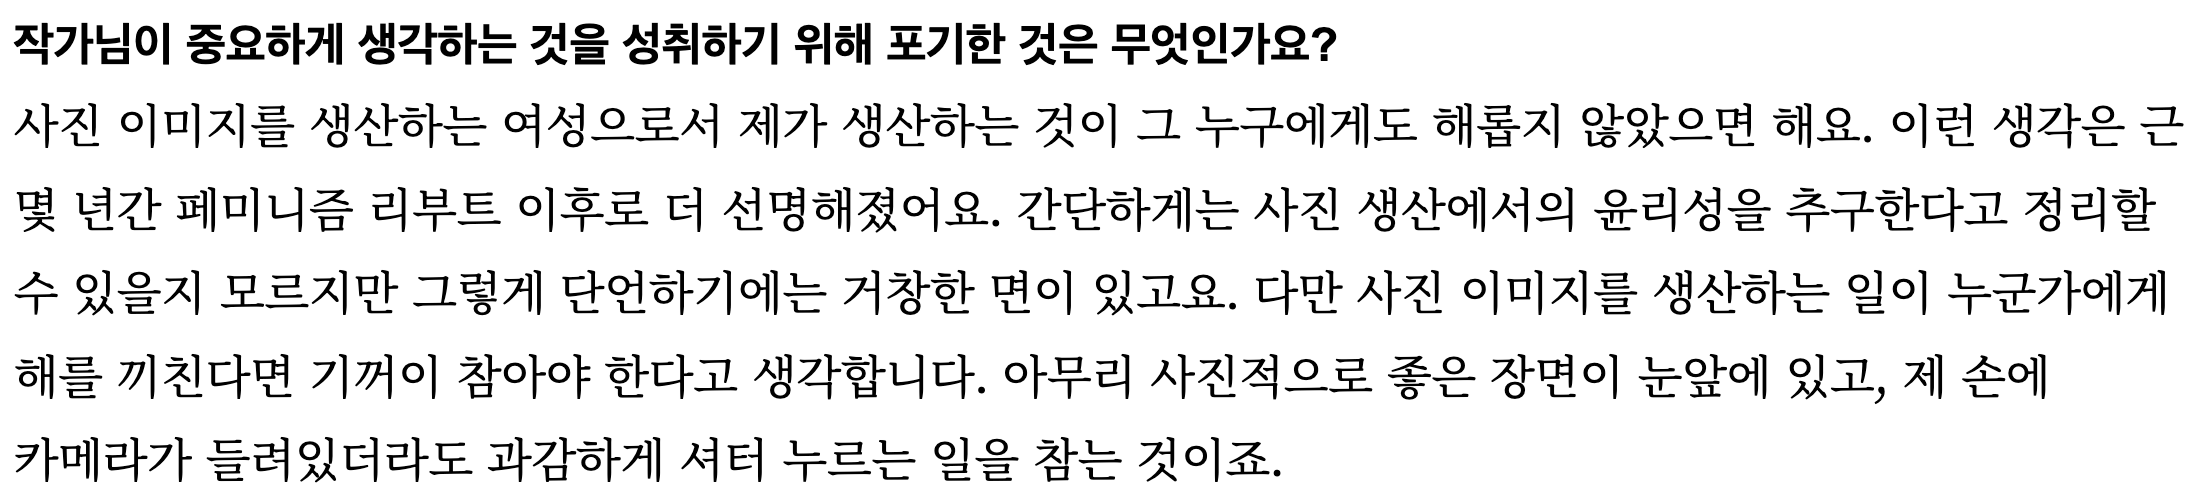 작가님이 중요하게 생각하는 것을 성취하기 위해 포기한 것은 무엇인가요?
사진 이미지를 생산하는 여성으로서 제가 생산하는 것이 그 누구에게도 해롭지 않았으면 해요. 이런 생각은 근
몇 년간 페미니즘 리부트 이후로 더 선명해졌어요. 간단하게는 사진 생산에서의 윤리성을 추구한다고 정리할
수 있을지 모르지만 그렇게 단언하기에는 거창한 면이 있고요. 다만 사진 이미지를 생산하는 일이 누군가에게
해를 끼친다면 기꺼이 참아야 한다고 생각합니다. 아무리 사진적으로 좋은 장면이 눈앞에 있고, 제 손에
카메라가 들려있더라도 과감하게 셔터 누르는 일을 참는 것이죠.